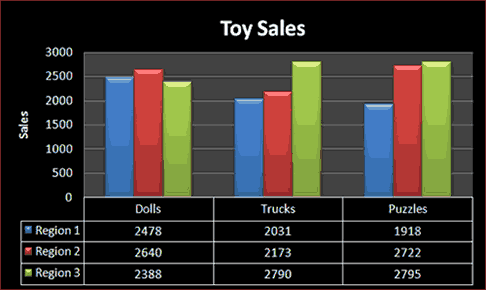 Toy Sales
3000
2500
2000
1500
1000
500
0
Sales
Dolls Trucks Puzzles
Region 1 2478 2031 1918
Region 2 2640 2173 2722
Region 3 2388 2790 2795